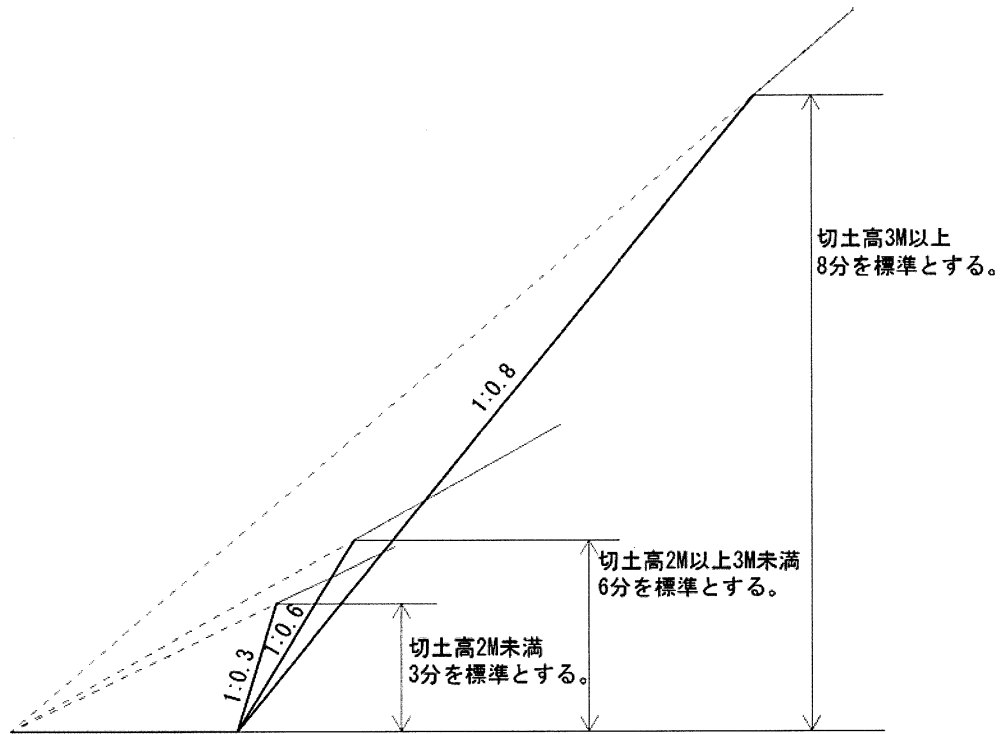 切土高3M以上
8分を標準とする。
1:0.8
切土高2M以上3M未満
6分を標準とする。
1:0.6
切土高2M未満
3分を標準とする。
1:0.3